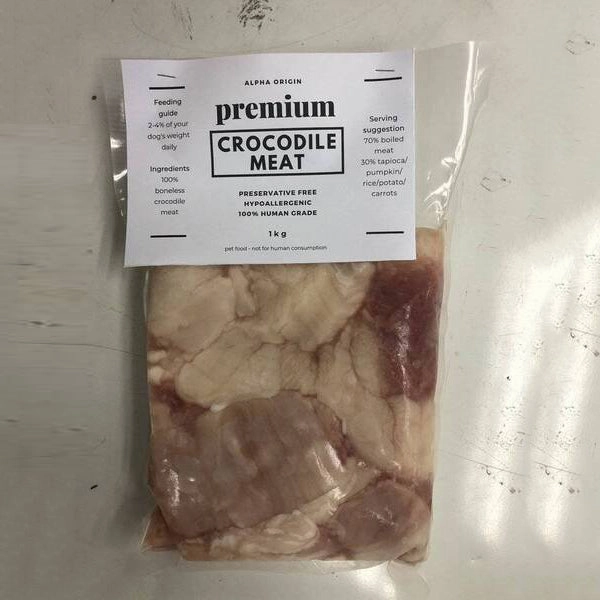 ALPHA ORIGIN
premium
CROCODILE
MEAT
PRESERVATIVE FREE
HYPOALLERGENIC
100% HUMAN GRADE
1kg
pet food - not for human consumption
Feeding
guide
2-4% of your
dog's weight
daily
Ingredients
100%
boneless
crocodile
meat
Serving
suggestion
70% boiled
meat
30% tapioca/
pumpkin/
rice/potato/
carrots